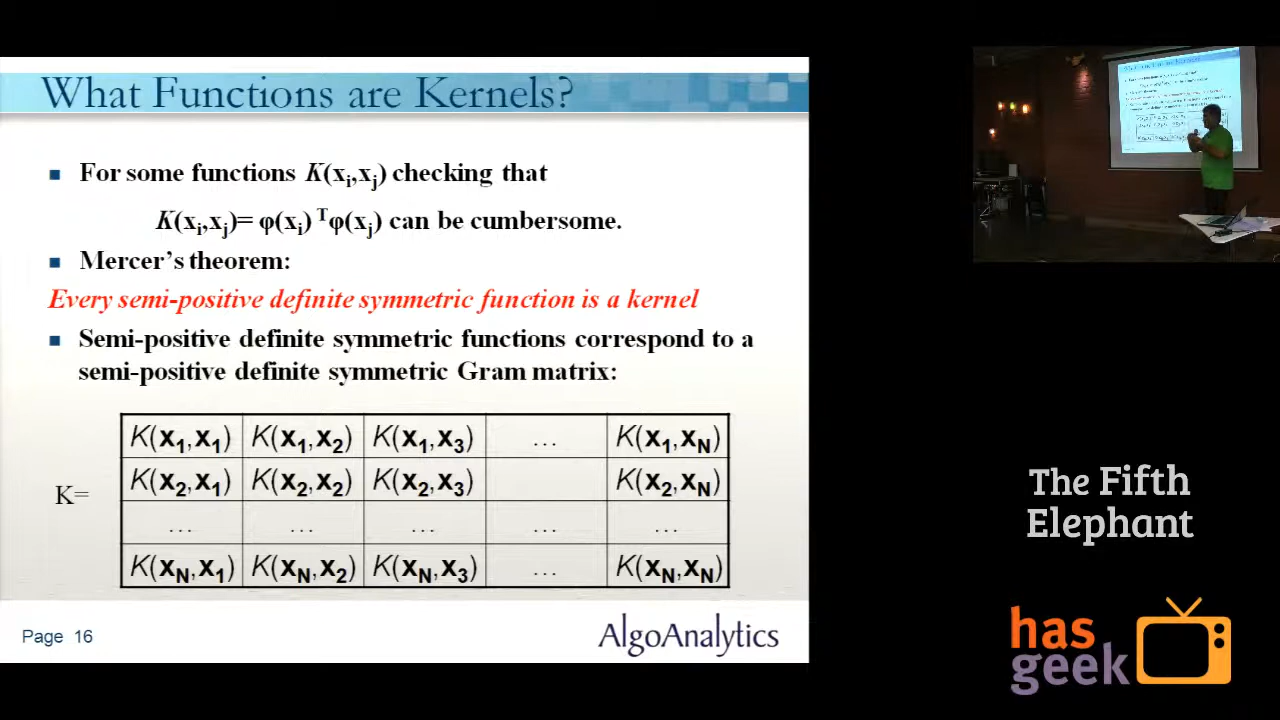 What Functions are Kernels?
For some functions K(xi,xj) checking that
K(xi,xj)= φ(xi) Tφ(xj) can be cumbersome.
Mercer's theorem:
Every semi-positive definite symmetric function is a kernel
Semi-positive definite symmetric functions correspond to a
semi-positive definite symmetric Gram matrix:
K=
K(x1,x1) K(x1,x2) K(x1,x3) … K(x1,xN)
K(x2,x1) K(x2,x2) K(x2,x3) K(x2,xN)
… … … … …
K(xN,x1) K(xN,x2) K(xN,x3) … K(xN,xN)
Page 16
AlgoAnalytics
The Fifth
Elephant
has
geek